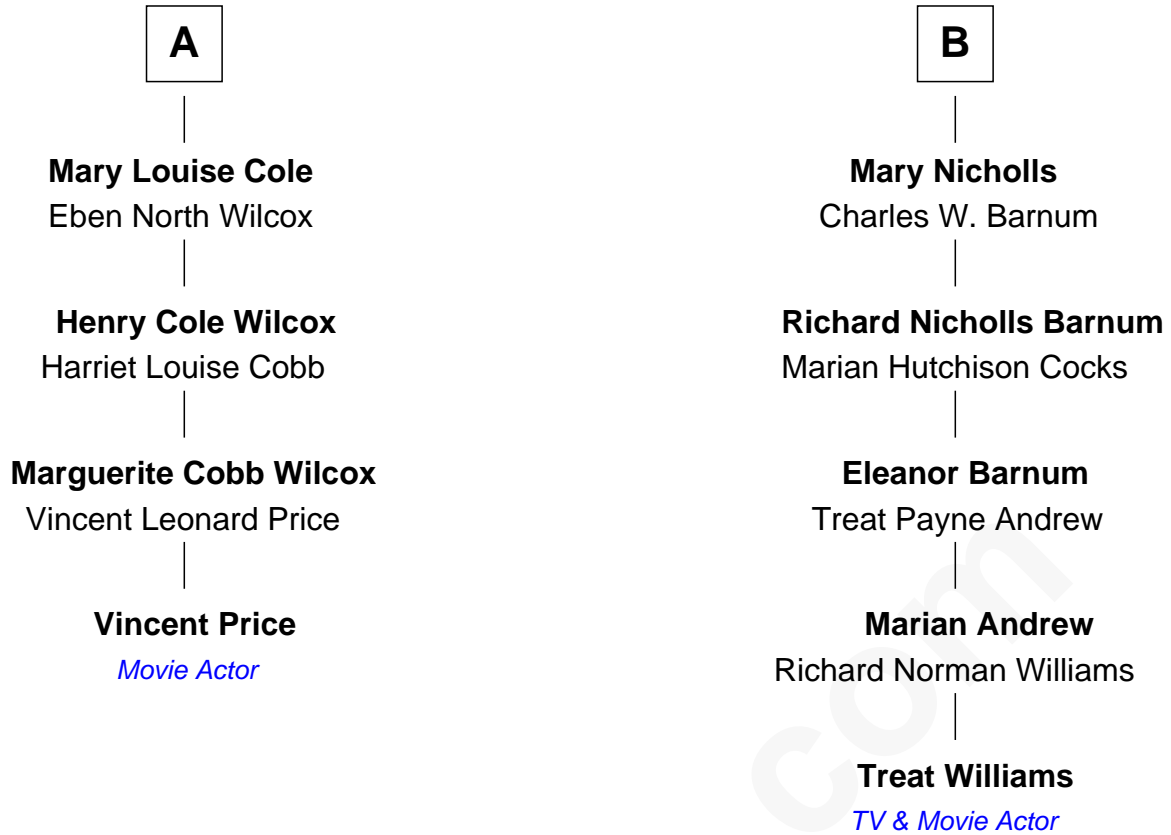 A
Mary Louise Cole
Eben North Wilcox
Henry Cole Wilcox
Harriet Louise Cobb
Marguerite Cobb Wilcox
Vincent Leonard Price
Vincent Price
Movie Actor
B
Mary Nicholls
Charles W. Barnum
Richard Nicholls Barnum
Marian Hutchison Cocks
Eleanor Barnum
Treat Payne Andrew
Marian Andrew
Richard Norman Williams
Treat Williams
TV & Movie Actor
com